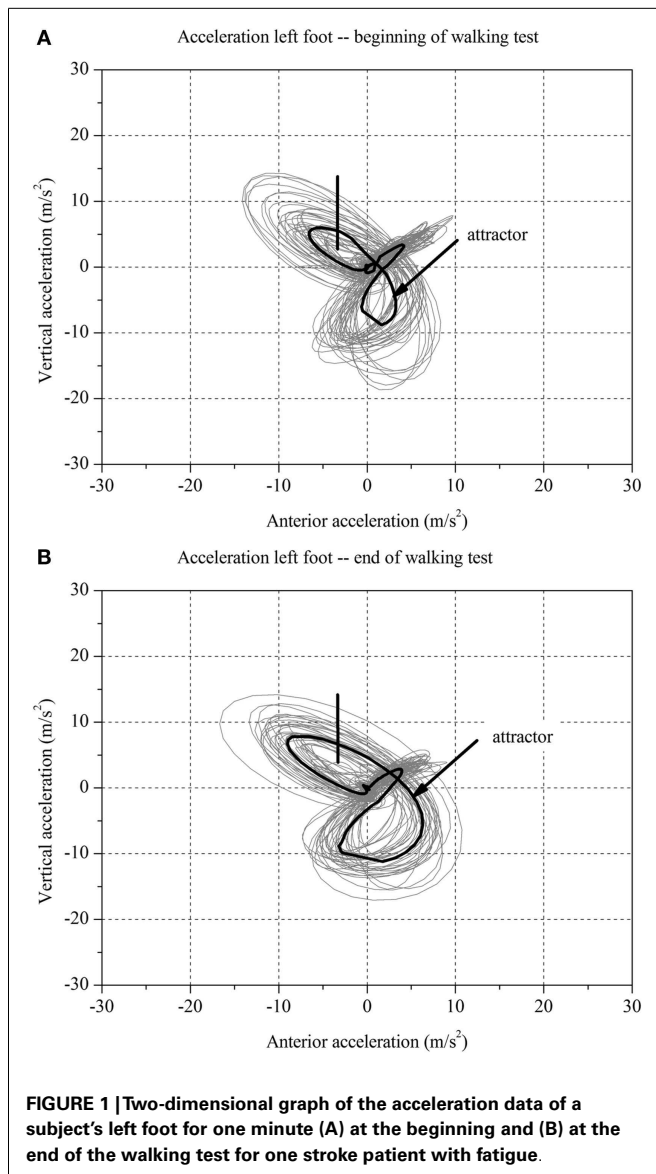 A
Acceleration left foot -- beginning of walking test
30
20
10
0
-10
-20
-30
Vertical acceleration (m/s²)
attractor
-30 -20 -10 0 10 20 30
Anterior acceleration (m/s²)
B
Acceleration left foot -- end of walking test
30
20
10
0
-10
-20
-30
Vertical acceleration (m/s²)
attractor
-30 -20 -10 0 10 20 30
Anterior acceleration (m/s²)
FIGURE 1 | Two-dimensional graph of the acceleration data of a
subject's left foot for one minute (A) at the beginning and (B) at the
end of the walking test for one stroke patient with fatigue.